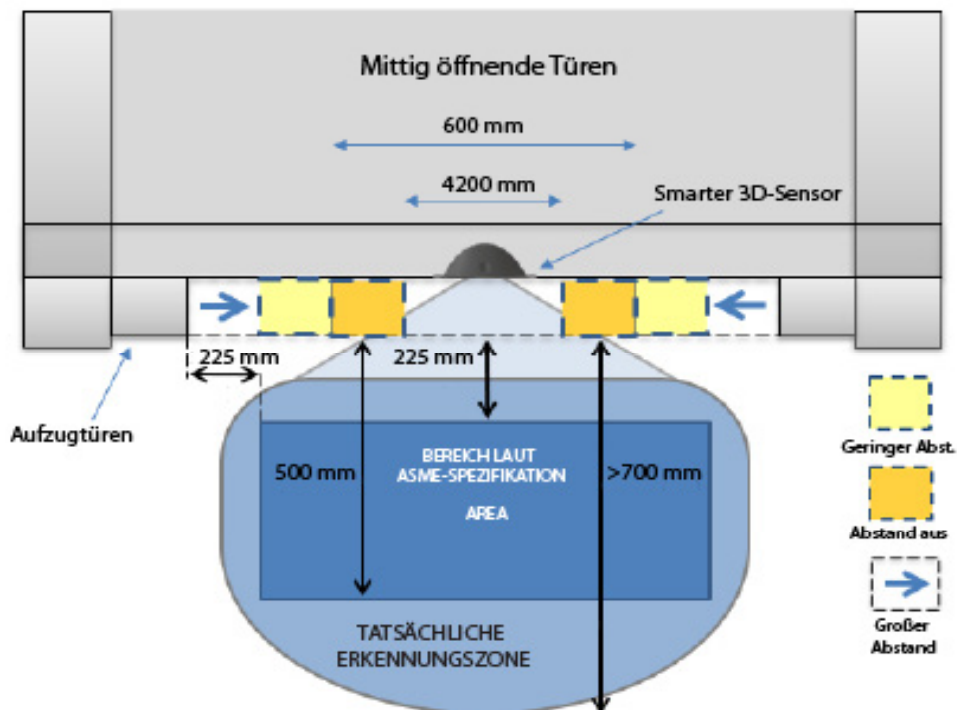 Mittig öffnende Türen
600 mm
4200 mm
Smarter 3D-Sensor
225 mm
225 mm
Aufzugtüren
500 mm
BEREICH LAUT
ASME-SPEZIFIKATION
AREA
>700 mm
TATSÄCHLICHE
ERKENNUNGSZONE
Geringer Abst.
Abstand aus
Großer
Abstand